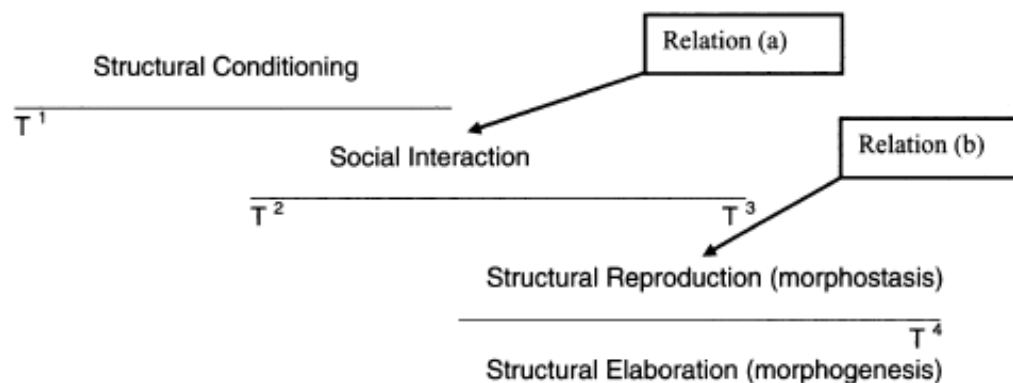 Relation (a)
Structural Conditioning
T 1
Relation (b)
Social Interaction
T 2
T 3
Structural Reproduction (morphostasis)
T 4
Structural Elaboration (morphogenesis)